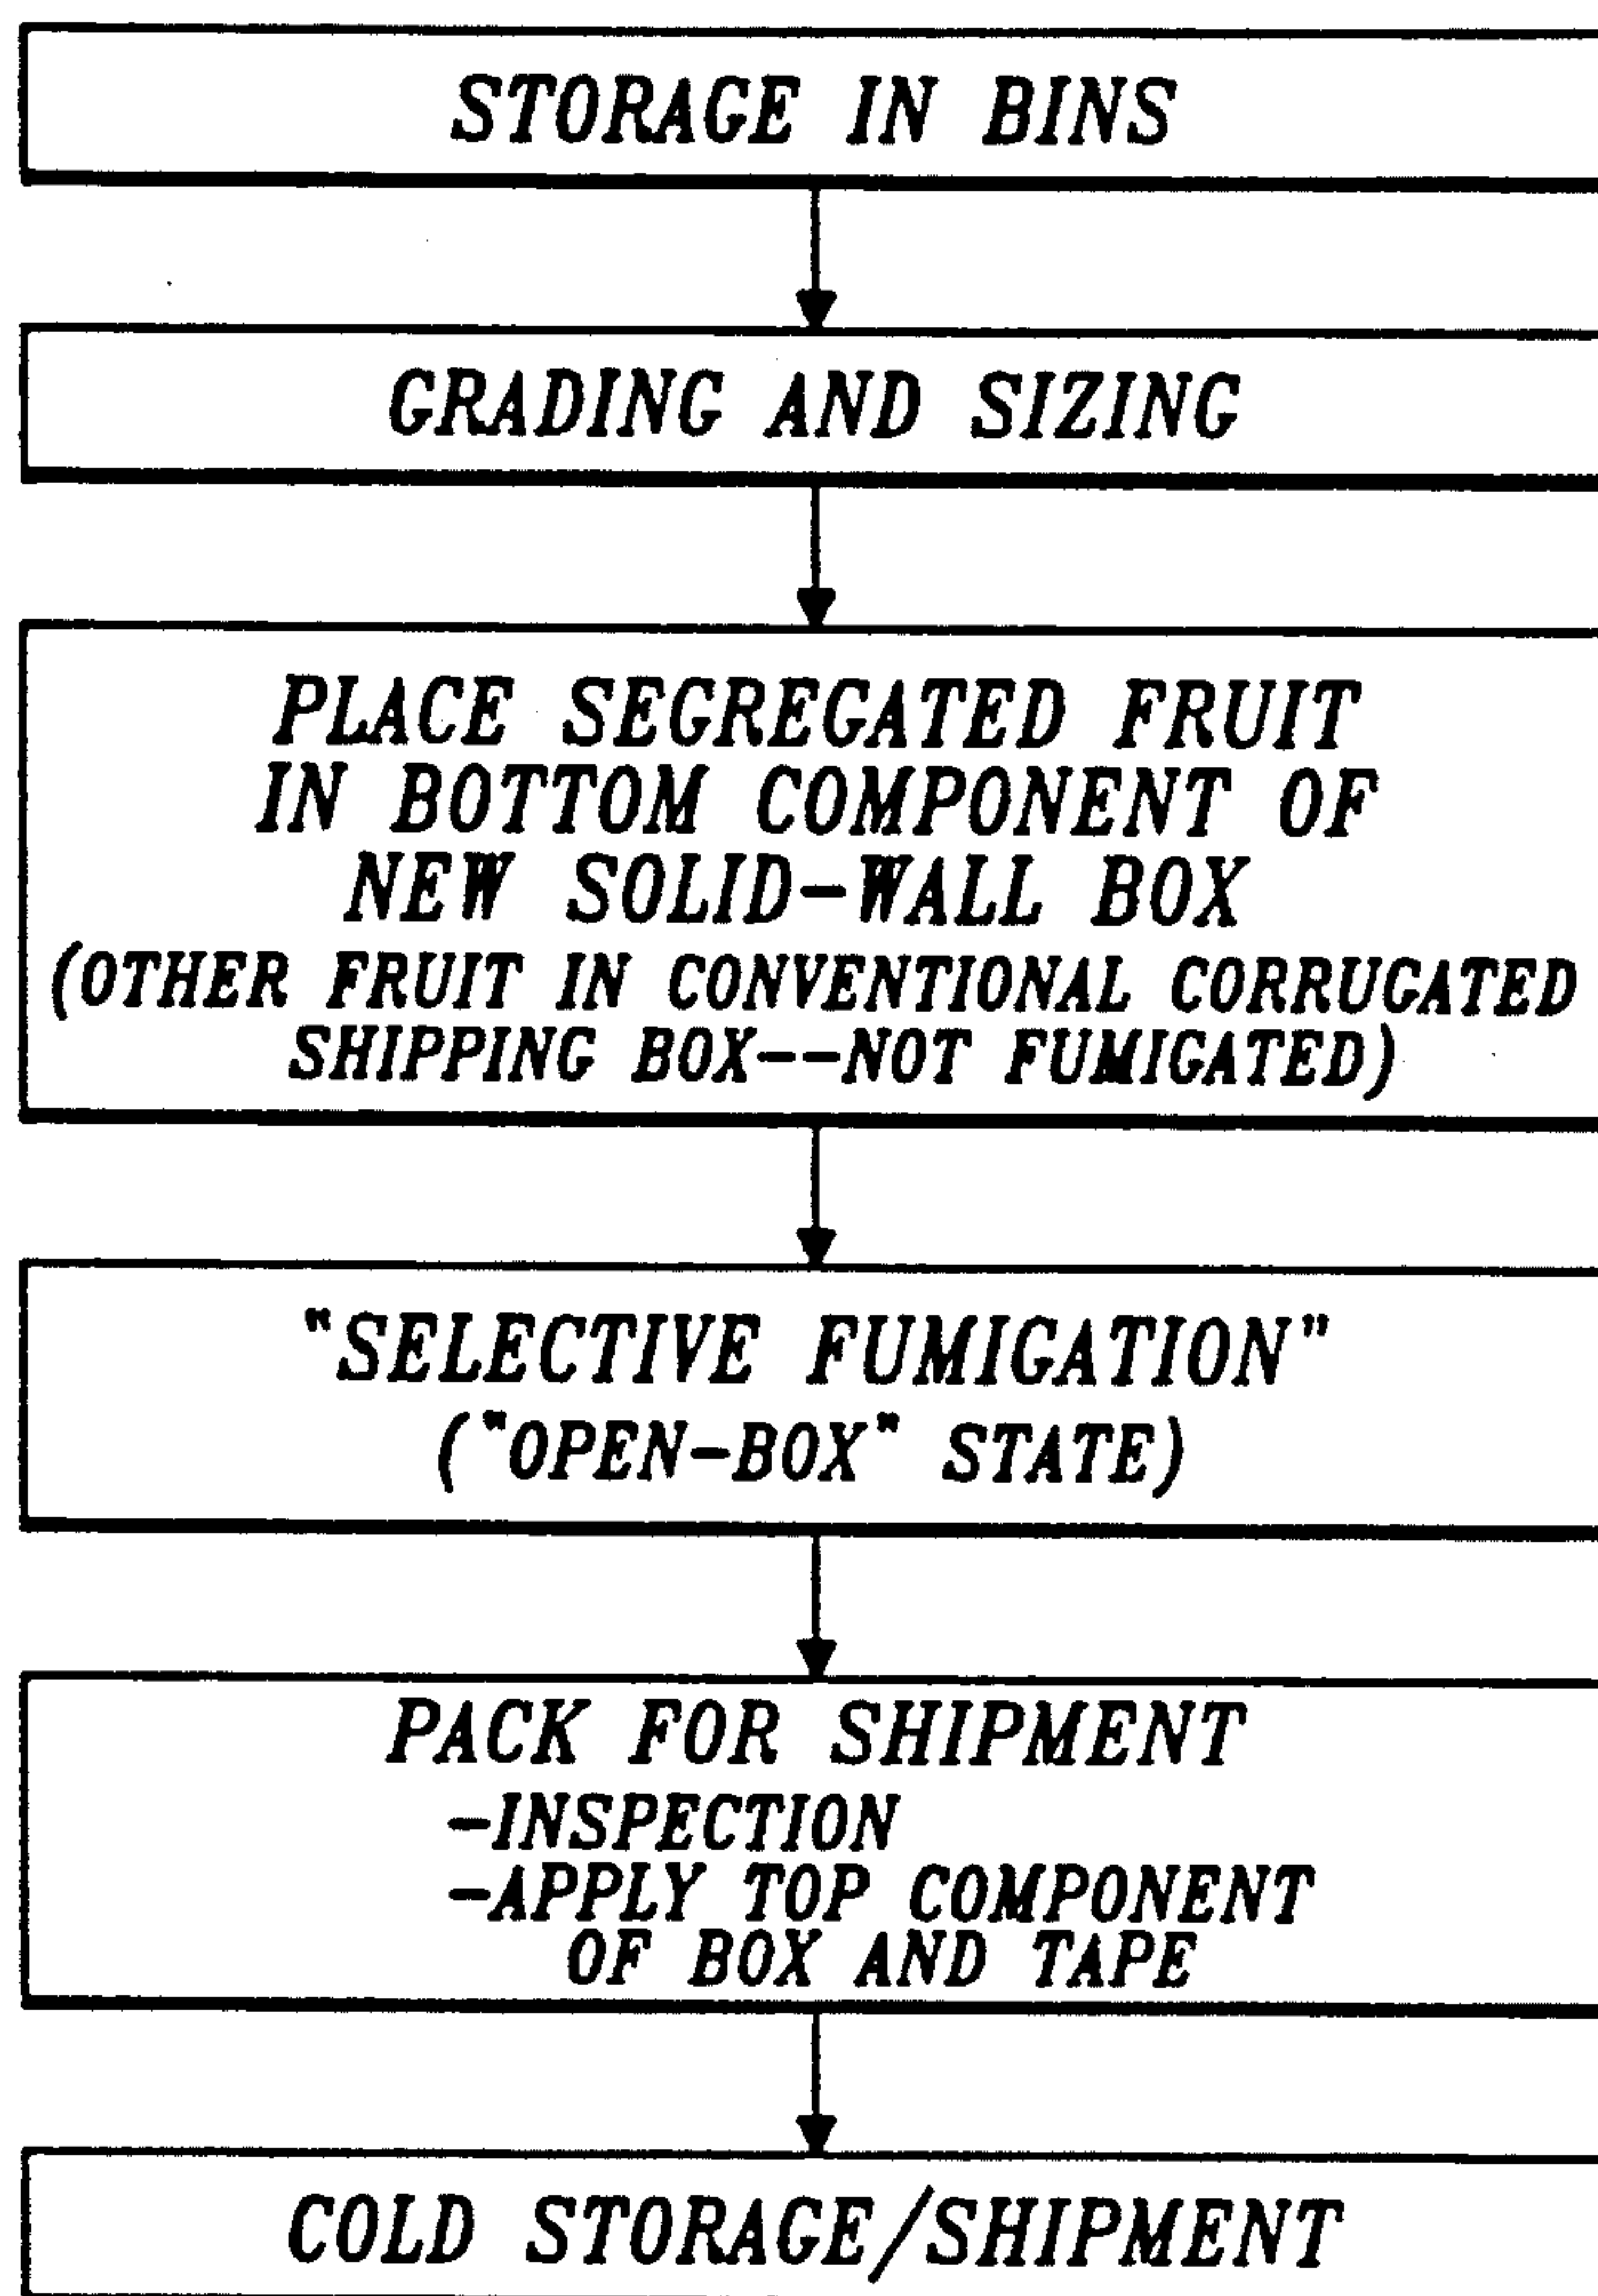 STORAGE IN BINS
GRADING AND SIZING
PLACE SEGREGATED FRUIT
IN BOTTOM COMPONENT OF
NEW SOLID-WALL BOX
(OTHER FRUIT IN CONVENTIONAL CORRUGATED
SHIPPING BOX--NOT FUMIGATED)
"SELECTIVE FUMIGATION"
("OPEN-BOX" STATE)
PACK FOR SHIPMENT
-INSPECTION
-APPLY TOP COMPONENT
OF BOX AND TAPE
COLD STORAGE/SHIPMENT